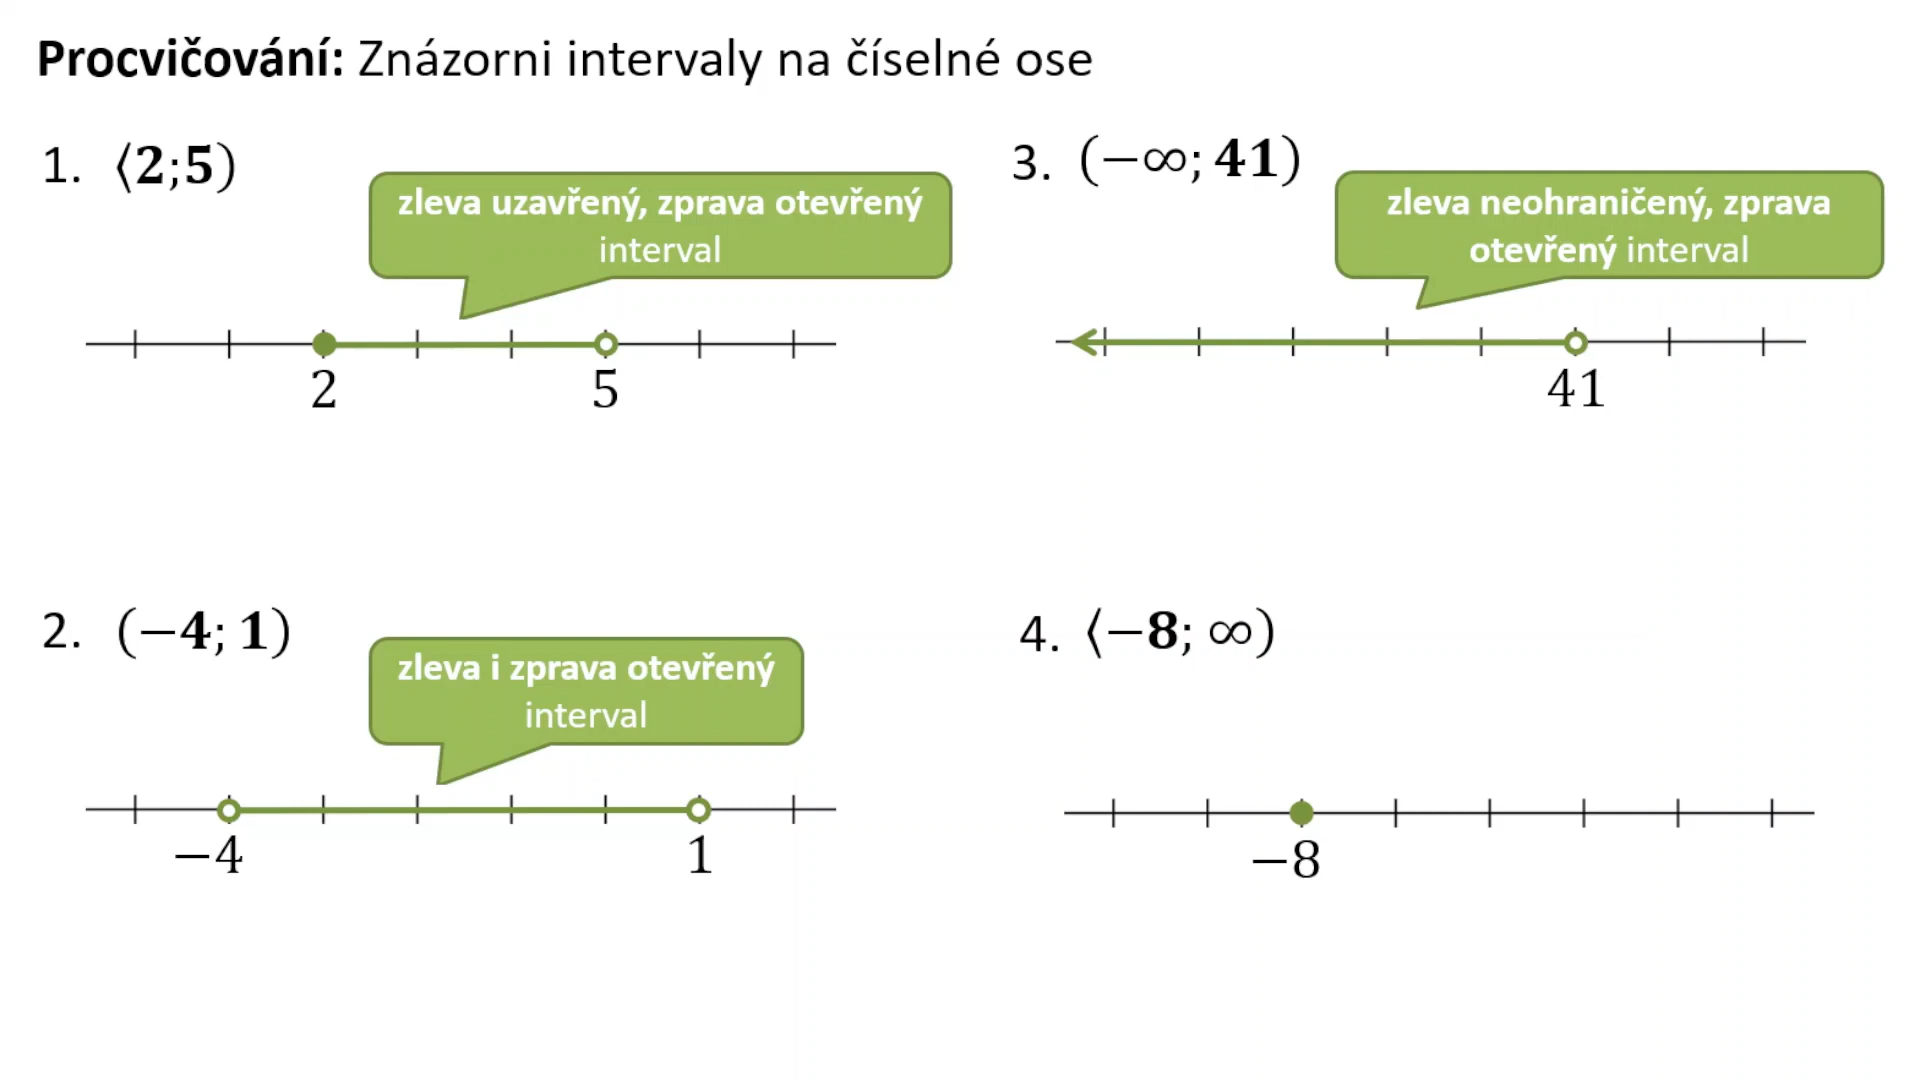 Procvičování: Znázorni intervaly na číselné ose
1. ⟨2;5)
zleva uzavřený, zprava otevřený
interval
2
5
2. (−4; 1)
zleva i zprava otevřený
interval
−4
1
3. (−∞; 41)
zleva neohraničený, zprava
otevřený interval
41
4. ⟨−8; ∞)
−8